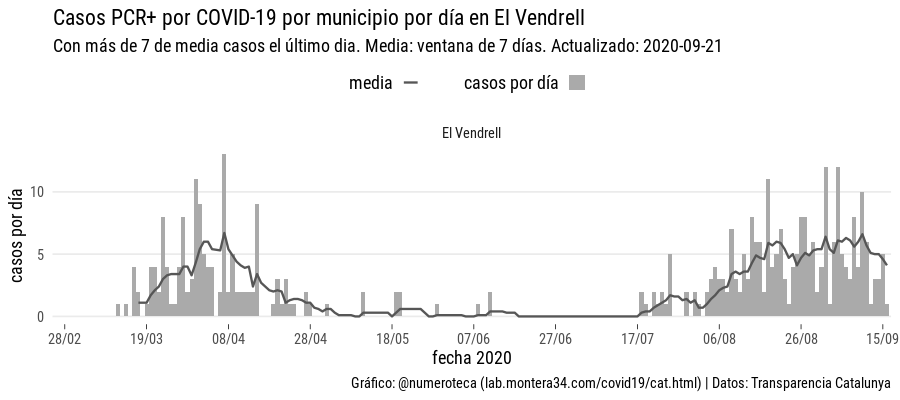 Casos PCR+ por COVID-19 por municipio por día en El Vendrell
Con más de 7 de media casos el último dia. Media: ventana de 7 días. Actualizado: 2020-09-21
media casos por día
El Vendrell
casos por día
10
5
0
28/02 19/03 08/04 28/04 18/05 07/06 27/06 17/07 06/08 26/08 15/09
fecha 2020
Gráfico: @numeroteca (lab.montera34.com/covid19/cat.html) | Datos: Transparencia Catalunya